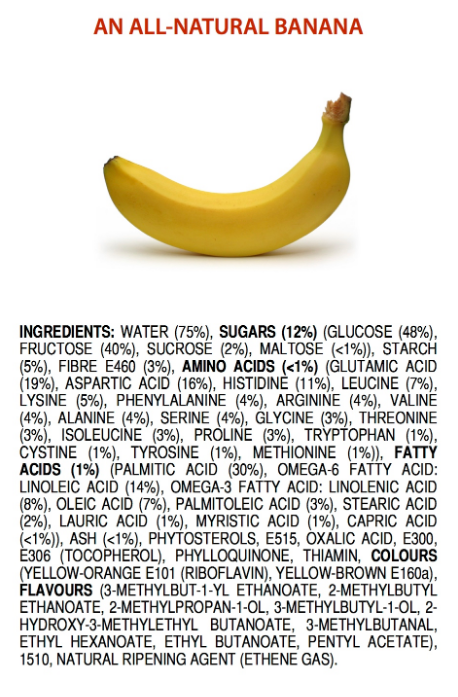 AN ALL-NATURAL BANANA
INGREDIENTS: WATER (75%), SUGARS (12%) (GLUCOSE (48%),
FRUCTOSE (40%), SUCROSE (2%), MALTOSE (<1%)), STARCH
(5%), FIBRE E460 (3%), AMINO ACIDS (<1%) (GLUTAMIC ACID
(19%), ASPARTIC ACID (16%), HISTIDINE (11%), LEUCINE (7%),
LYSINE (5%), PHENYLALANINE (4%), ARGININE (4%), VALINE
(4%), ALANINE (4%), SERINE (4%), GLYCINE (3%), THREONINE
(3%), ISOLEUCINE (3%), PROLINE (3%), TRYPTOPHAN (1%),
CYSTINE (1%), TYROSINE (1%), METHIONINE (1%)), FATTY
ACIDS (1%) (PALMITIC ACID (30%), OMEGA-6 FATTY ACID:
LINOLEIC ACID (14%), OMEGA-3 FATTY ACID: LINOLENIC ACID
(8%), OLEIC ACID (7%), PALMITOLEIC ACID (3%), STEARIC ACID
(2%), LAURIC ACID (1%), MYRISTIC ACID (1%), CAPRIC ACID
(<1%)), ASH (<1%), PHYTOSTEROLS, E515, OXALIC ACID, E300,
E306 (TOCOPHEROL), PHYLLOQUINONE, THIAMIN, COLOURS
(YELLOW-ORANGE E101 (RIBOFLAVIN), YELLOW-BROWN E160a),
FLAVOURS (3-METHYLBUT-1-YL ETHANOATE, 2-METHYLBUTYL
ETHANOATE, 2-METHYLPROPAN-1-OL, 3-METHYLBUTYL-1-OL, 2-
HYDROXY-3-METHYLETHYL BUTANOATE, 3-METHYLBUTANAL,
ETHYL HEXANOATE, ETHYL BUTANOATE, PENTYL ACETATE),
1510, NATURAL RIPENING AGENT (ETHENE GAS).